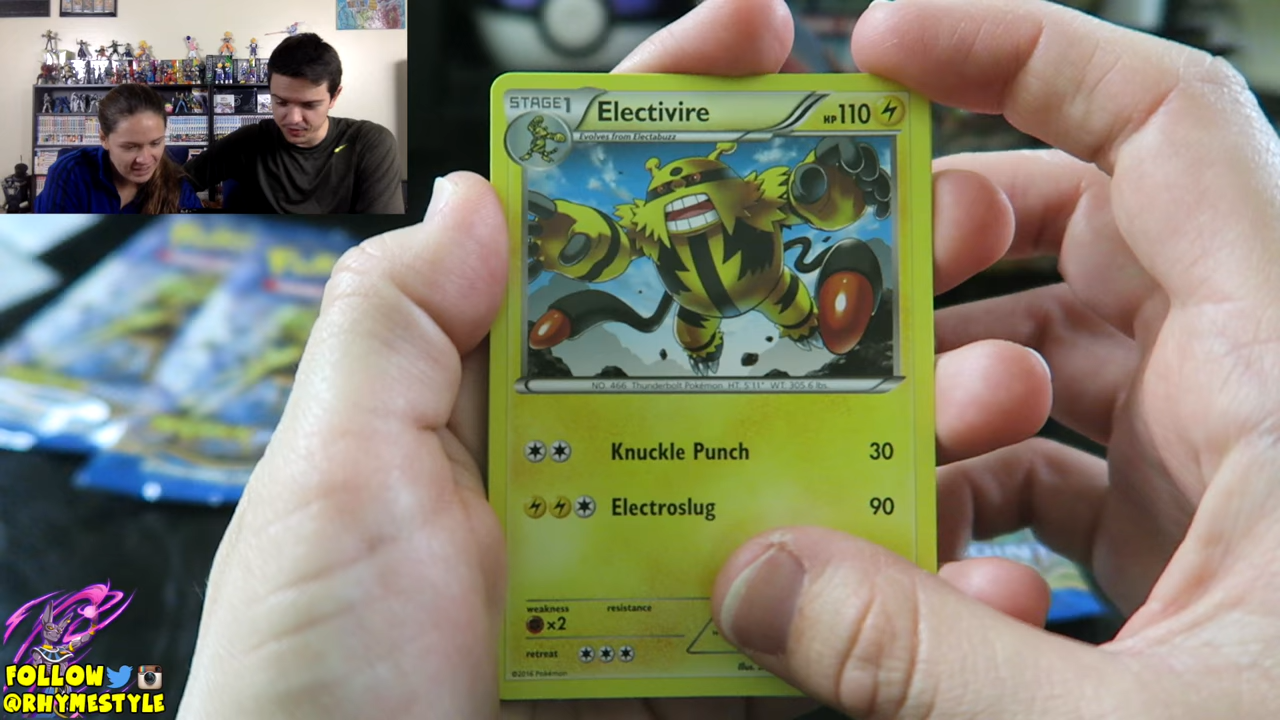 STAGE1
Electivire
HP 110
Evolves from Electabuzz
NO. 466 Thunderbolt Pokémon HT. 5'11" WT. 305.6 lbs.
Knuckle Punch 30
Electroslug 90
weakness resistance
×2
retreat
©2016 Pokémon
Illus.
FOLLOW
@RHYMESTYLE